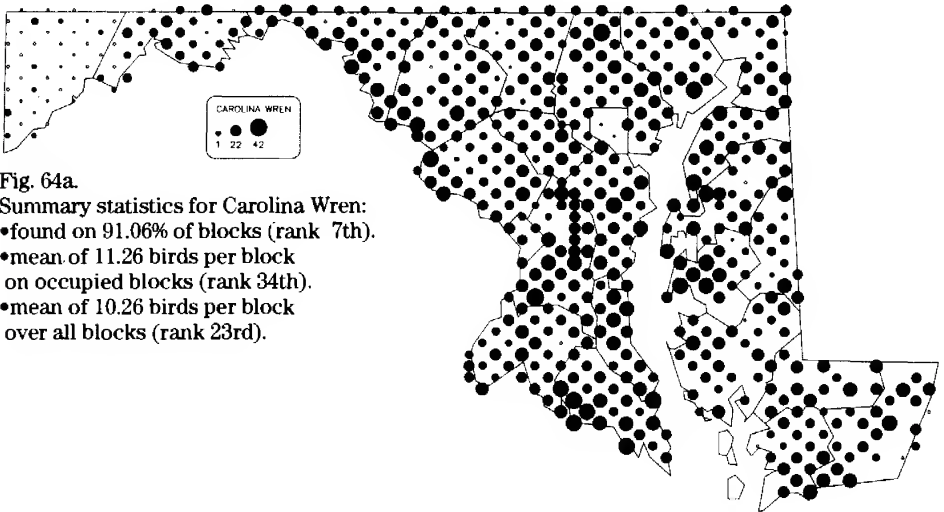 CAROLINA WREN
1 22 42
Fig. 64a.
Summary statistics for Carolina Wren:
•found on 91.06% of blocks (rank 7th).
•mean of 11.26 birds per block
on occupied blocks (rank 34th).
•mean of 10.26 birds per block
over all blocks (rank 23rd).